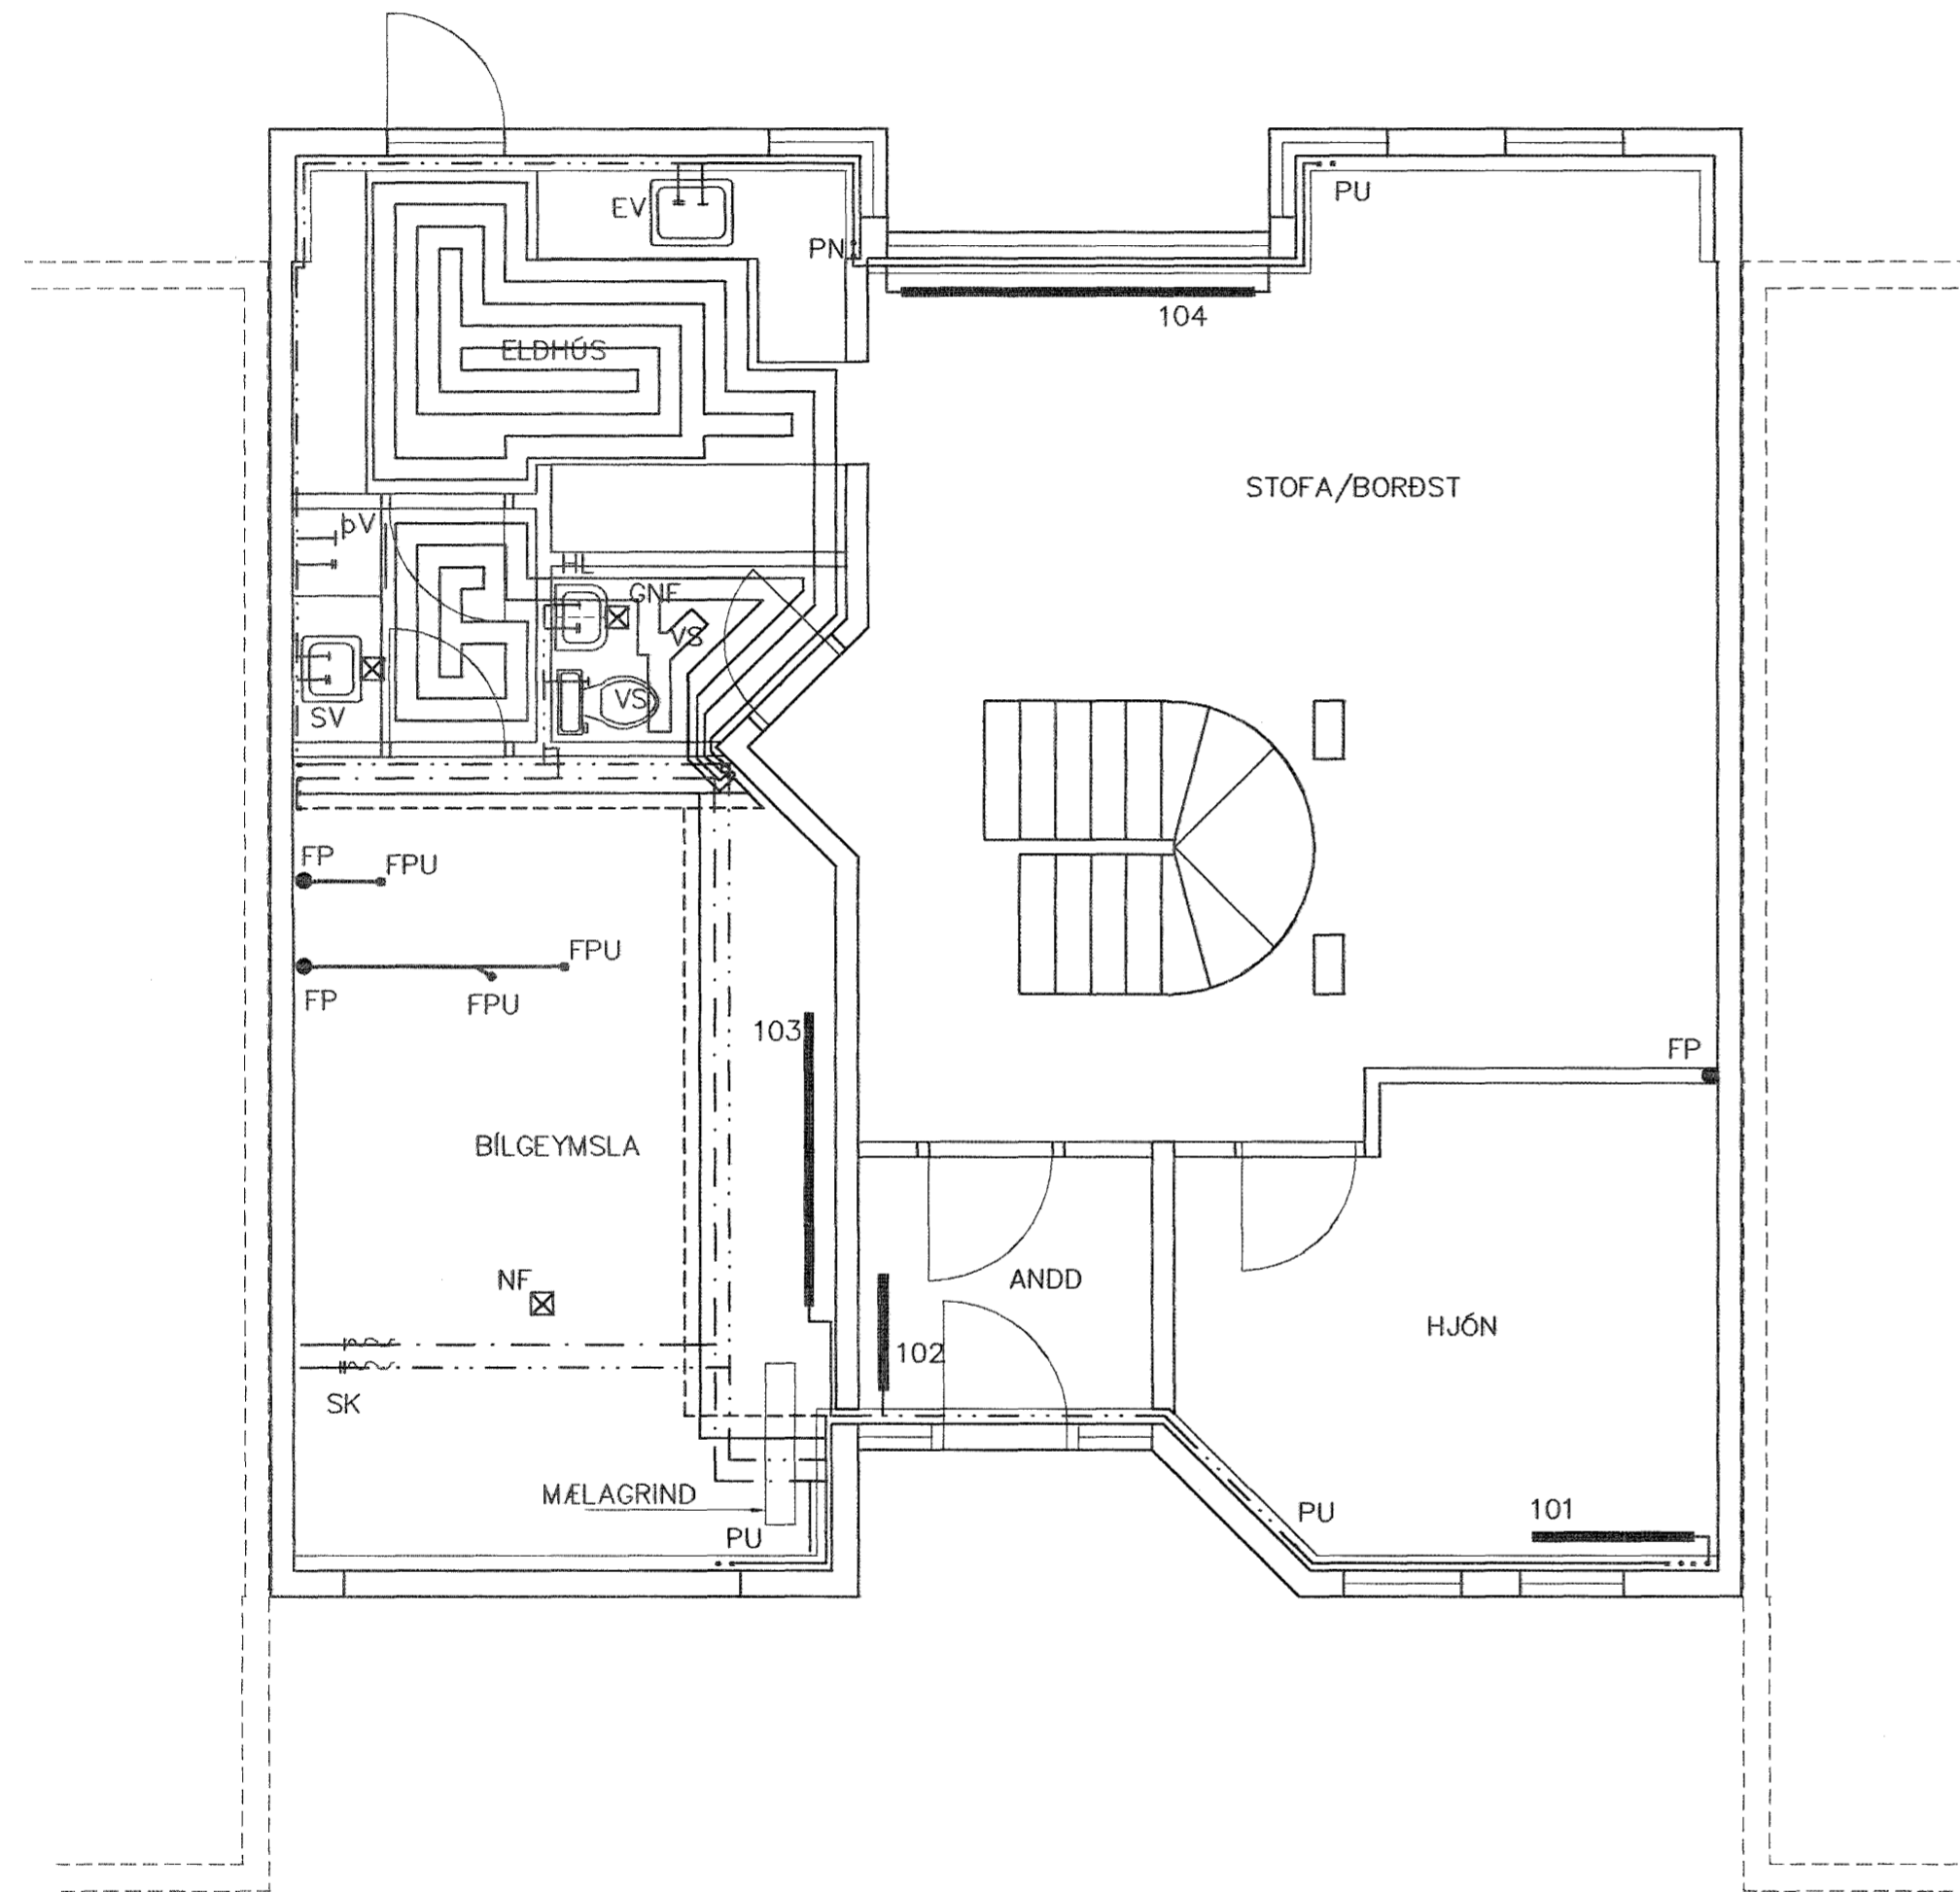 PU
EV
PN
104
ELÐHÚS
STOFA/BORÐST
ÞV
HL
GNF
VS
VS
SV
FP
FPU
FPU
FP
FPU
103
FP
BÍLGEYMSLA
NF
ANDD
HJÓN
102
SK
MÆLAGRIND
PU
PU
101